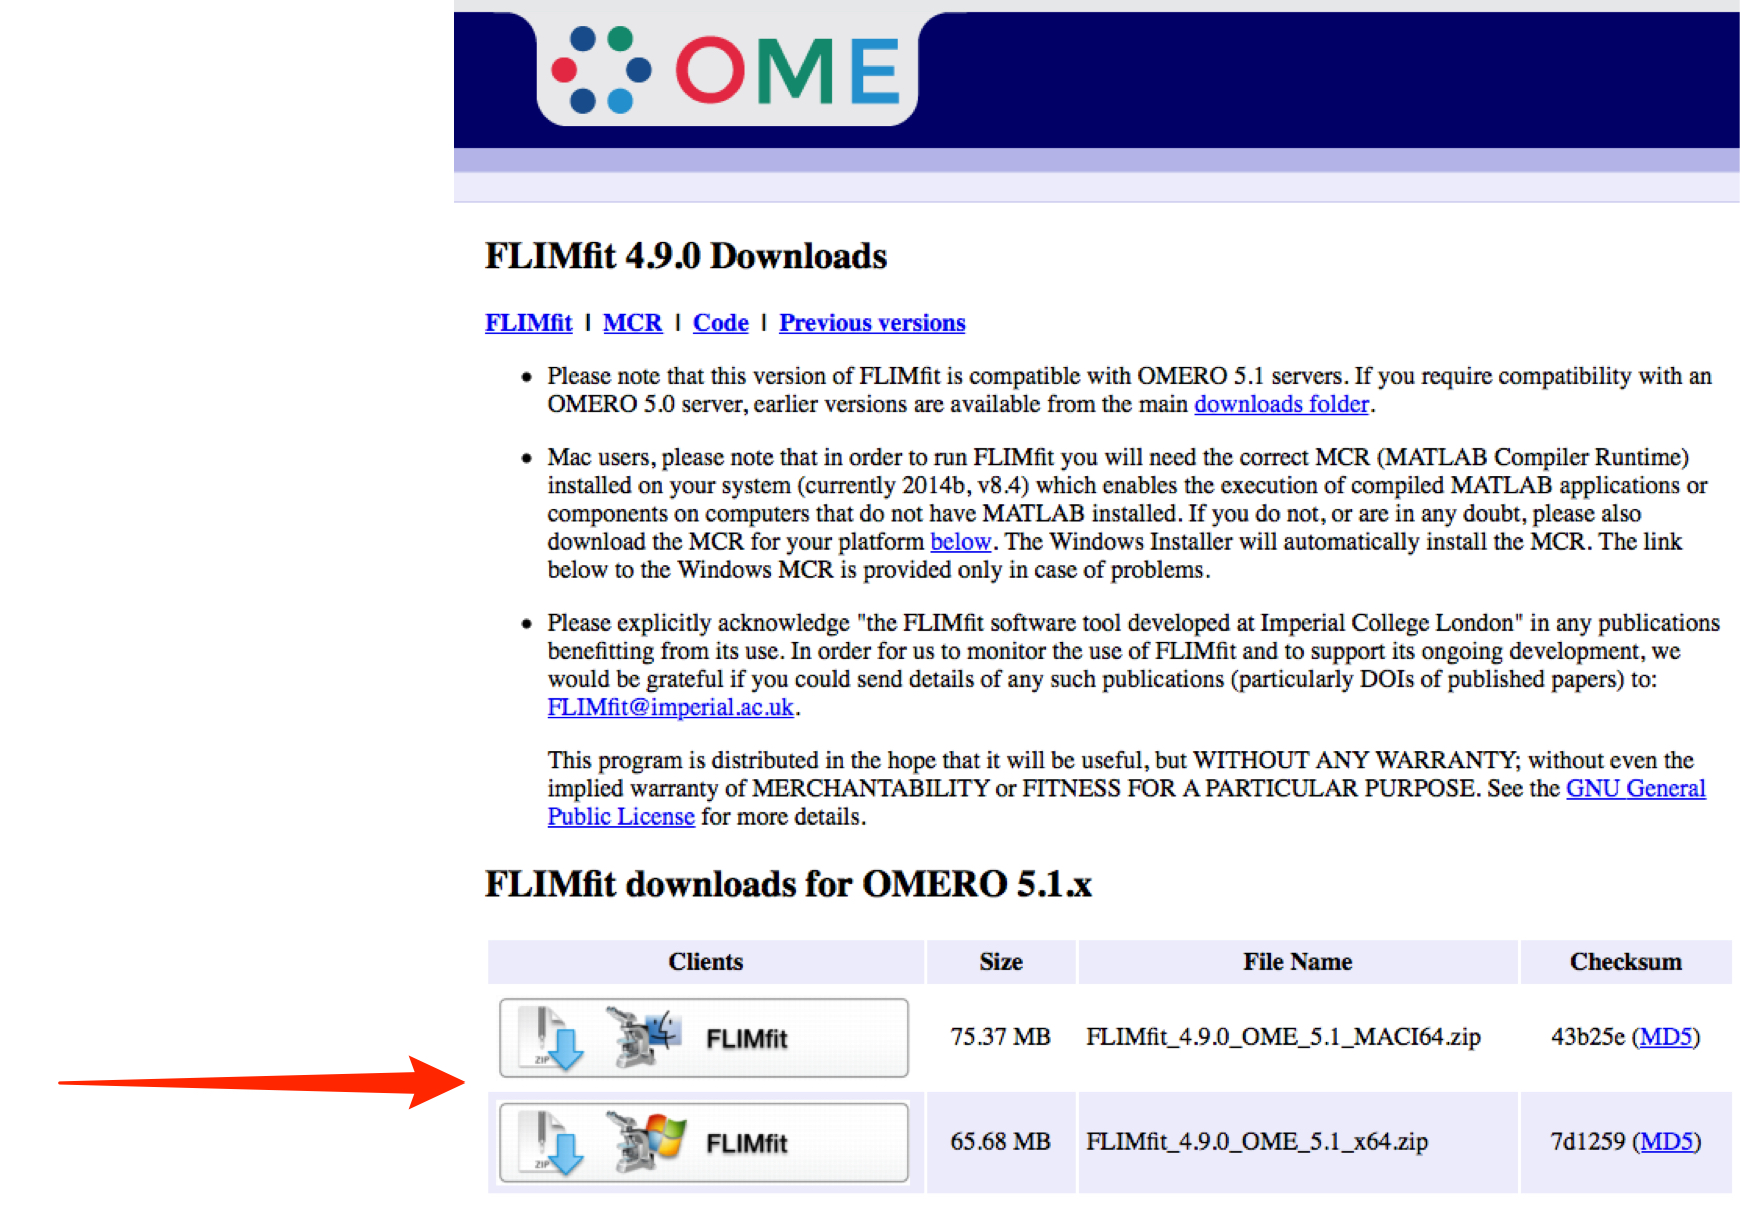 OME
FLIMfit 4.9.0 Downloads
FLIMfit | MCR | Code | Previous versions
• Please note that this version of FLIMfit is compatible with OMERO 5.1 servers. If you require compatibility with an
OMERO 5.0 server, earlier versions are available from the main downloads folder.
• Mac users, please note that in order to run FLIMfit you will need the correct MCR (MATLAB Compiler Runtime)
installed on your system (currently 2014b, v8.4) which enables the execution of compiled MATLAB applications or
components on computers that do not have MATLAB installed. If you do not, or are in any doubt, please also
download the MCR for your platform below. The Windows Installer will automatically install the MCR. The link
below to the Windows MCR is provided only in case of problems.
• Please explicitly acknowledge "the FLIMfit software tool developed at Imperial College London" in any publications
benefitting from its use. In order for us to monitor the use of FLIMfit and to support its ongoing development, we
would be grateful if you could send details of any such publications (particularly DOIs of published papers) to:
FLIMfit@imperial.ac.uk.
This program is distributed in the hope that it will be useful, but WITHOUT ANY WARRANTY; without even the
implied warranty of MERCHANTABILITY or FITNESS FOR A PARTICULAR PURPOSE. See the GNU General
Public License for more details.
FLIMfit downloads for OMERO 5.1.x
Clients Size File Name Checksum
ZIP FLIMfit 75.37 MB FLIMfit_4.9.0_OME_5.1_MACI64.zip 43b25e (MD5)
ZIP FLIMfit 65.68 MB FLIMfit_4.9.0_OME_5.1_x64.zip 7d1259 (MD5)